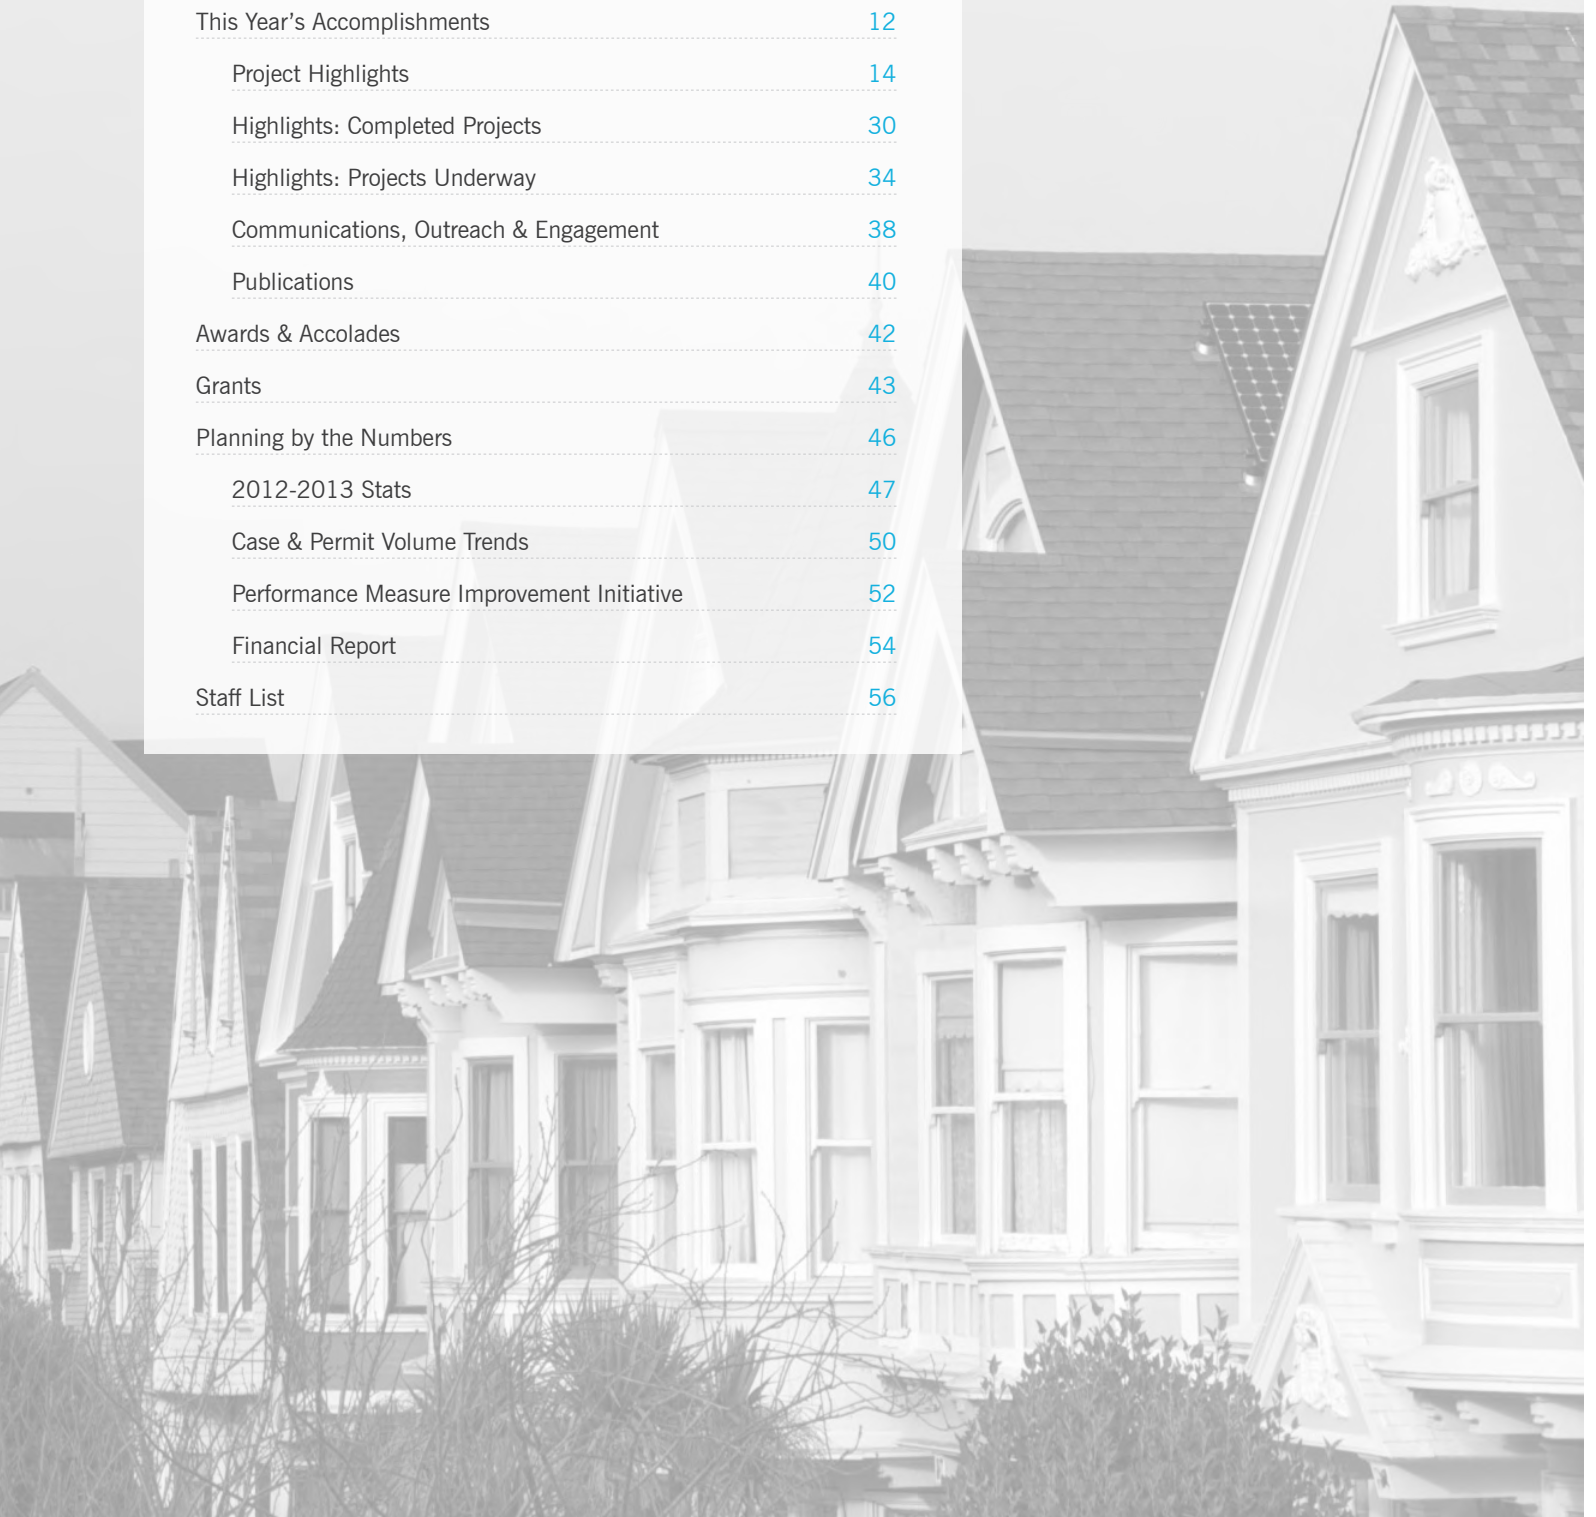 This Year’s Accomplishments 12
Project Highlights 14
Highlights: Completed Projects 30
Highlights: Projects Underway 34
Communications, Outreach & Engagement 38
Publications 40
Awards & Accolades 42
Grants 43
Planning by the Numbers 46
2012-2013 Stats 47
Case & Permit Volume Trends 50
Performance Measure Improvement Initiative 52
Financial Report 54
Staff List 56